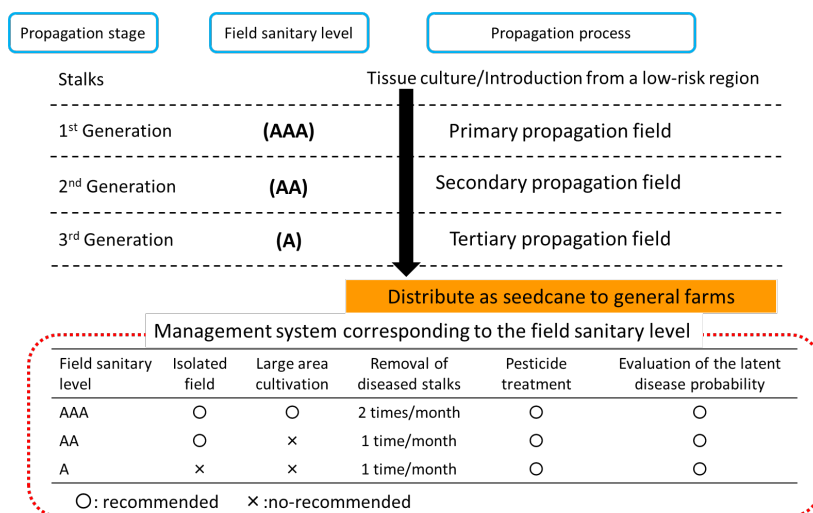 Propagation stage Field sanitary level Propagation process
Stalks Tissue culture/Introduction from a low-risk region
1st Generation (AAA) Primary propagation field
2nd Generation (AA) Secondary propagation field
3rd Generation (A) Tertiary propagation field
Distribute as seedcane to general farms
Management system corresponding to the field sanitary level
Field sanitary level Isolated field Large area cultivation Removal of diseased stalks Pesticide treatment Evaluation of the latent disease probability
AAA ○ ○ 2 times/month ○ ○
AA ○ × 1 time/month ○ ○
A × × 1 time/month ○ ○
○: recommended × :no-recommended